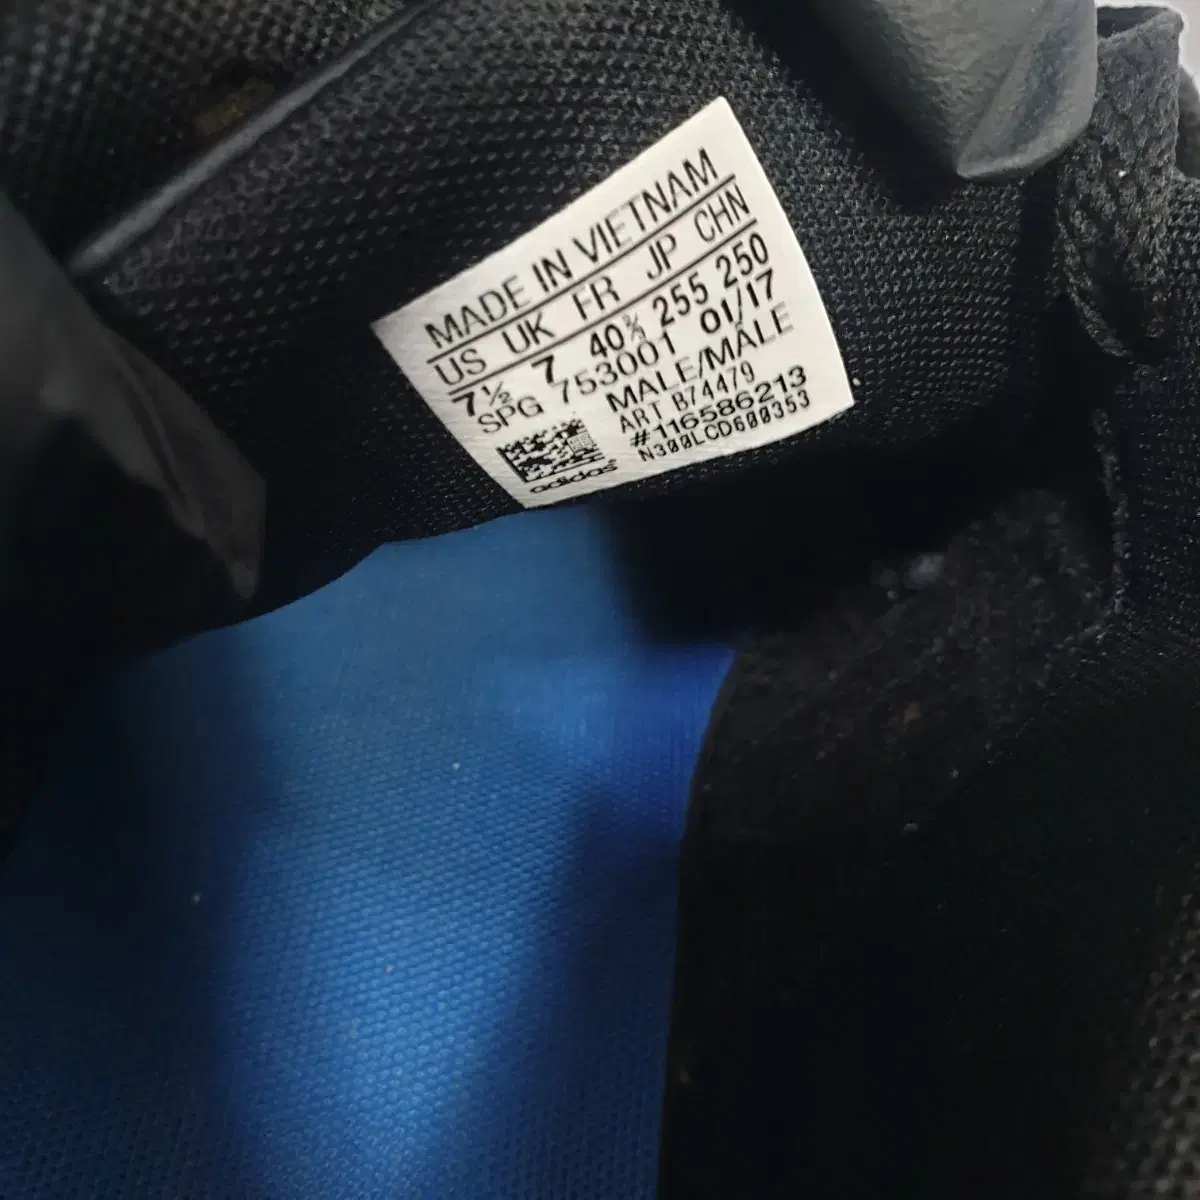 MADE IN VIETNAM
US UK FR JP CHN
7½ 7 40⅔ 255 250
SPG 753001 01/17
MALE/MÂLE
ART B74479
#116586213
N300LCD600353
adidas